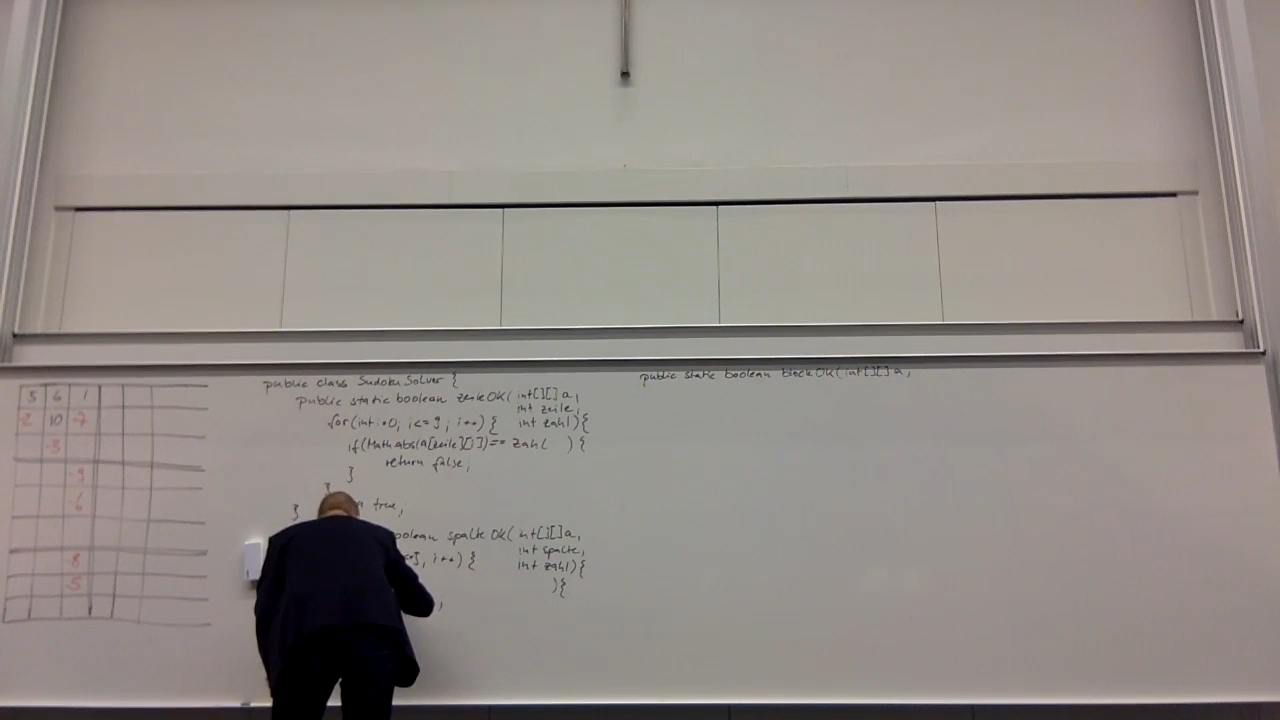 5 6 1
-2 10 -7
-3
-9
-6
-8
-5
public class SudokuSolver {
public static boolean zeileOK( int[][] a,
int zeile,
for(int i=0; i<=9; i++) { int zahl){
if(Math.abs(a[zeile][i])== zahl ) {
return false;
}
}
true;
}
boolean spalteOK( int[][] a,
int spalte,
i++) { int zahl){
){
public static boolean blockOK( int[][] a,